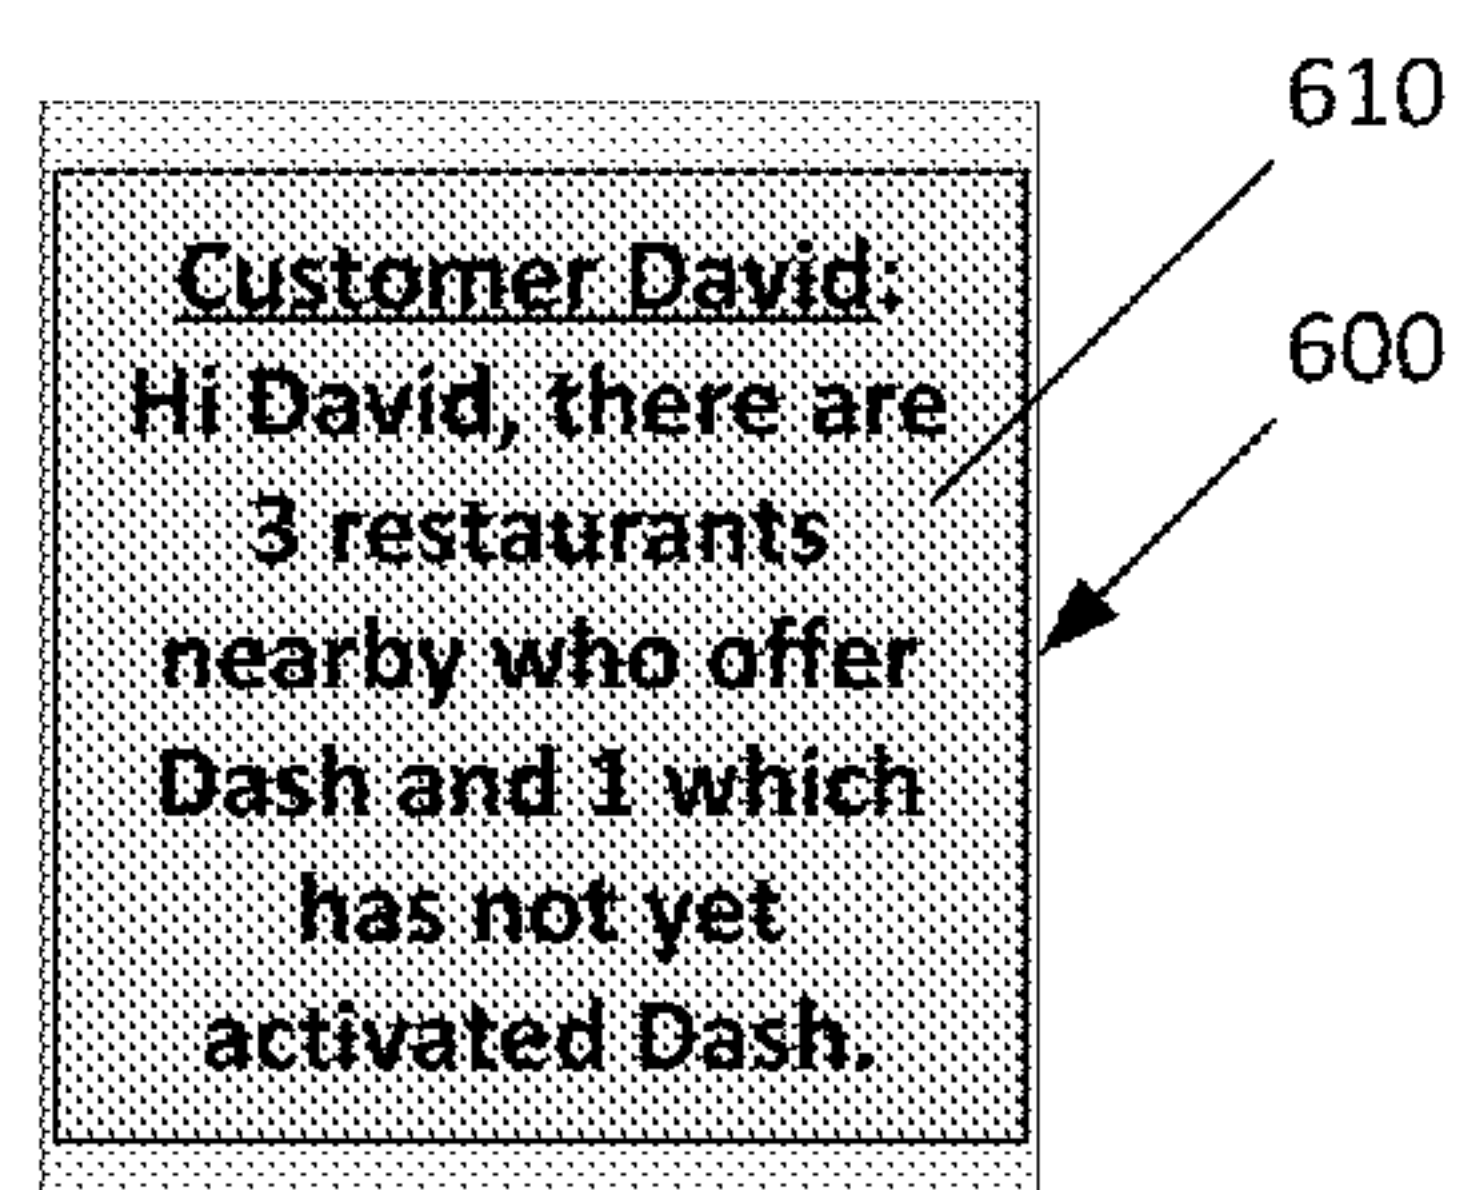 610
600
Customer David:
Hi David, there are
3 restaurants
nearby who offer
Dash and 1 which
has not yet
activated Dash.